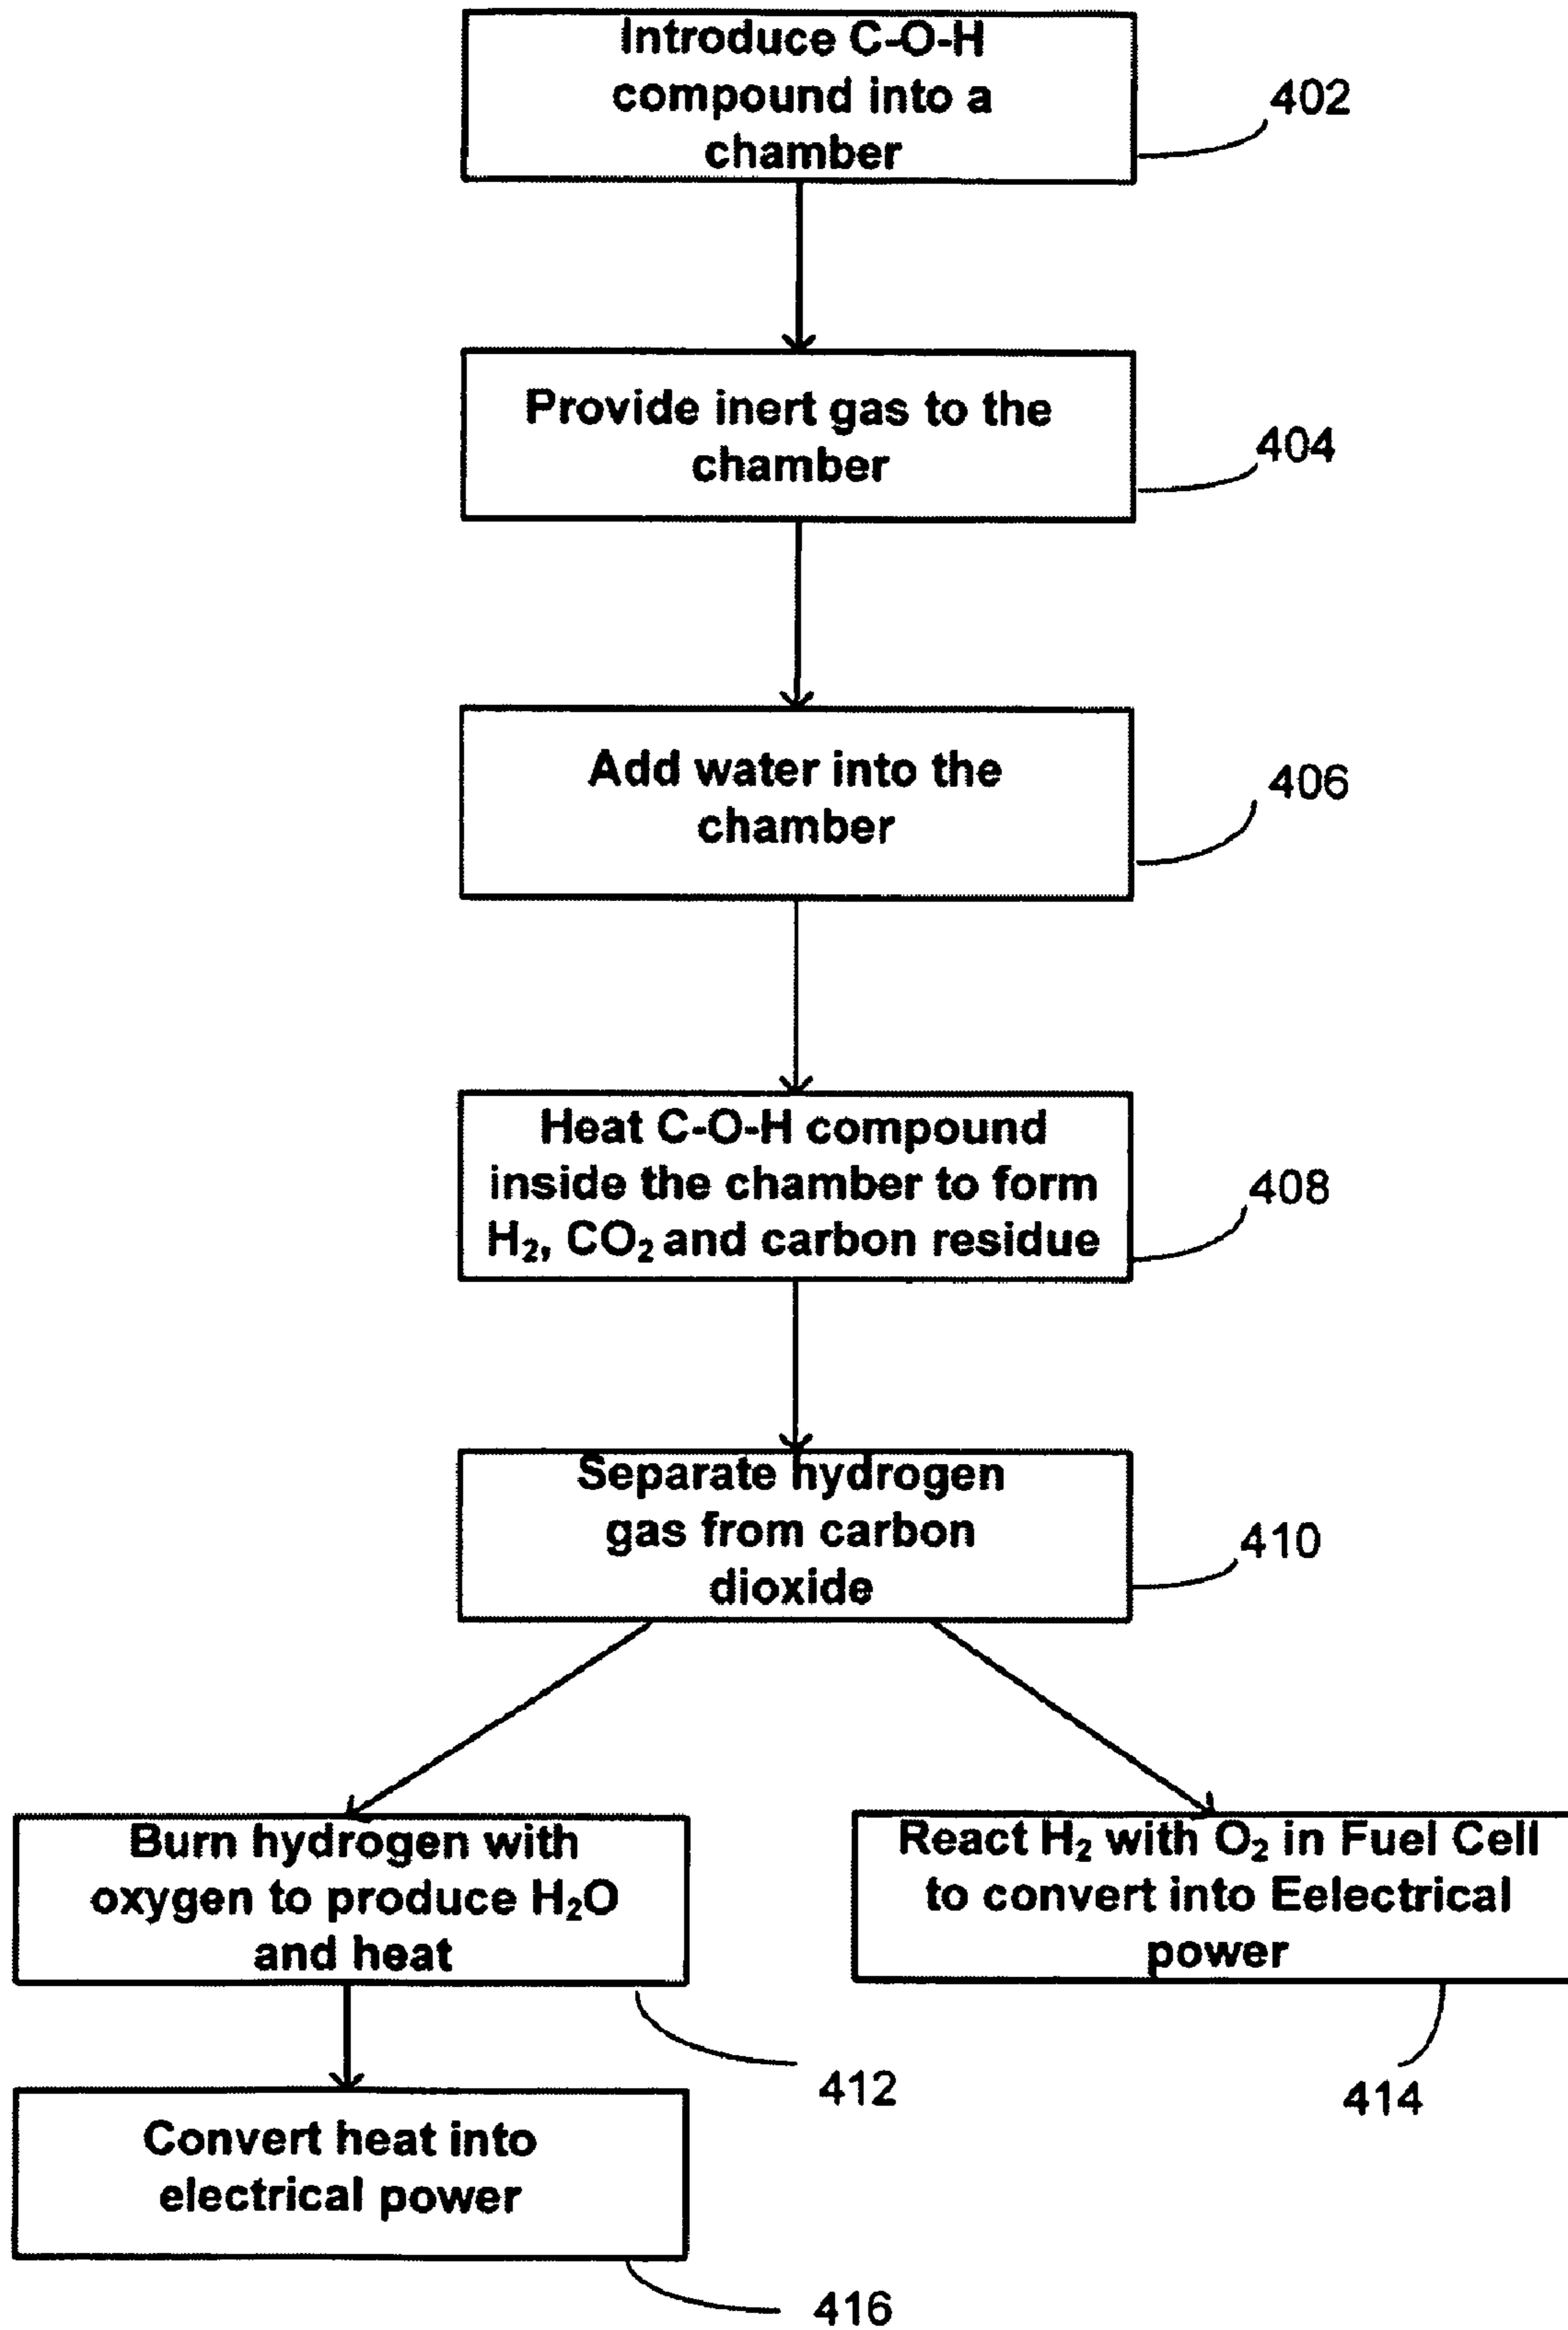 Introduce C-O-H
compound into a
chamber
402
Provide inert gas to the
chamber
404
Add water into the
chamber
406
Heat C-O-H compound
inside the chamber to form
H₂, CO₂ and carbon residue
408
Separate hydrogen
gas from carbon
dioxide
410
Burn hydrogen with
oxygen to produce H₂O
and heat
412
React H₂ with O₂ in Fuel Cell
to convert into Eelectrical
power
414
Convert heat into
electrical power
416